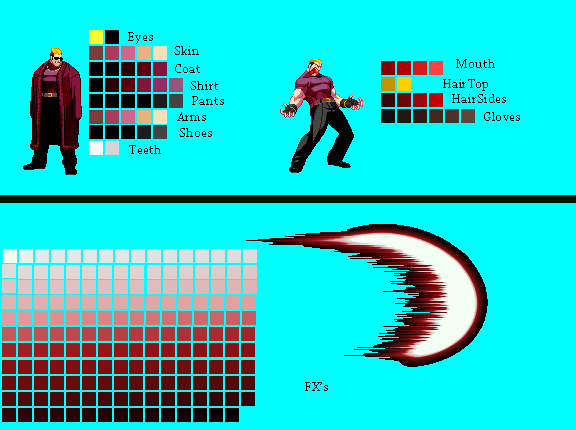 Eyes
Skin
Coat
Shirt
Pants
Arms
Shoes
Teeth
Mouth
HairTop
HairSides
Gloves
FX's